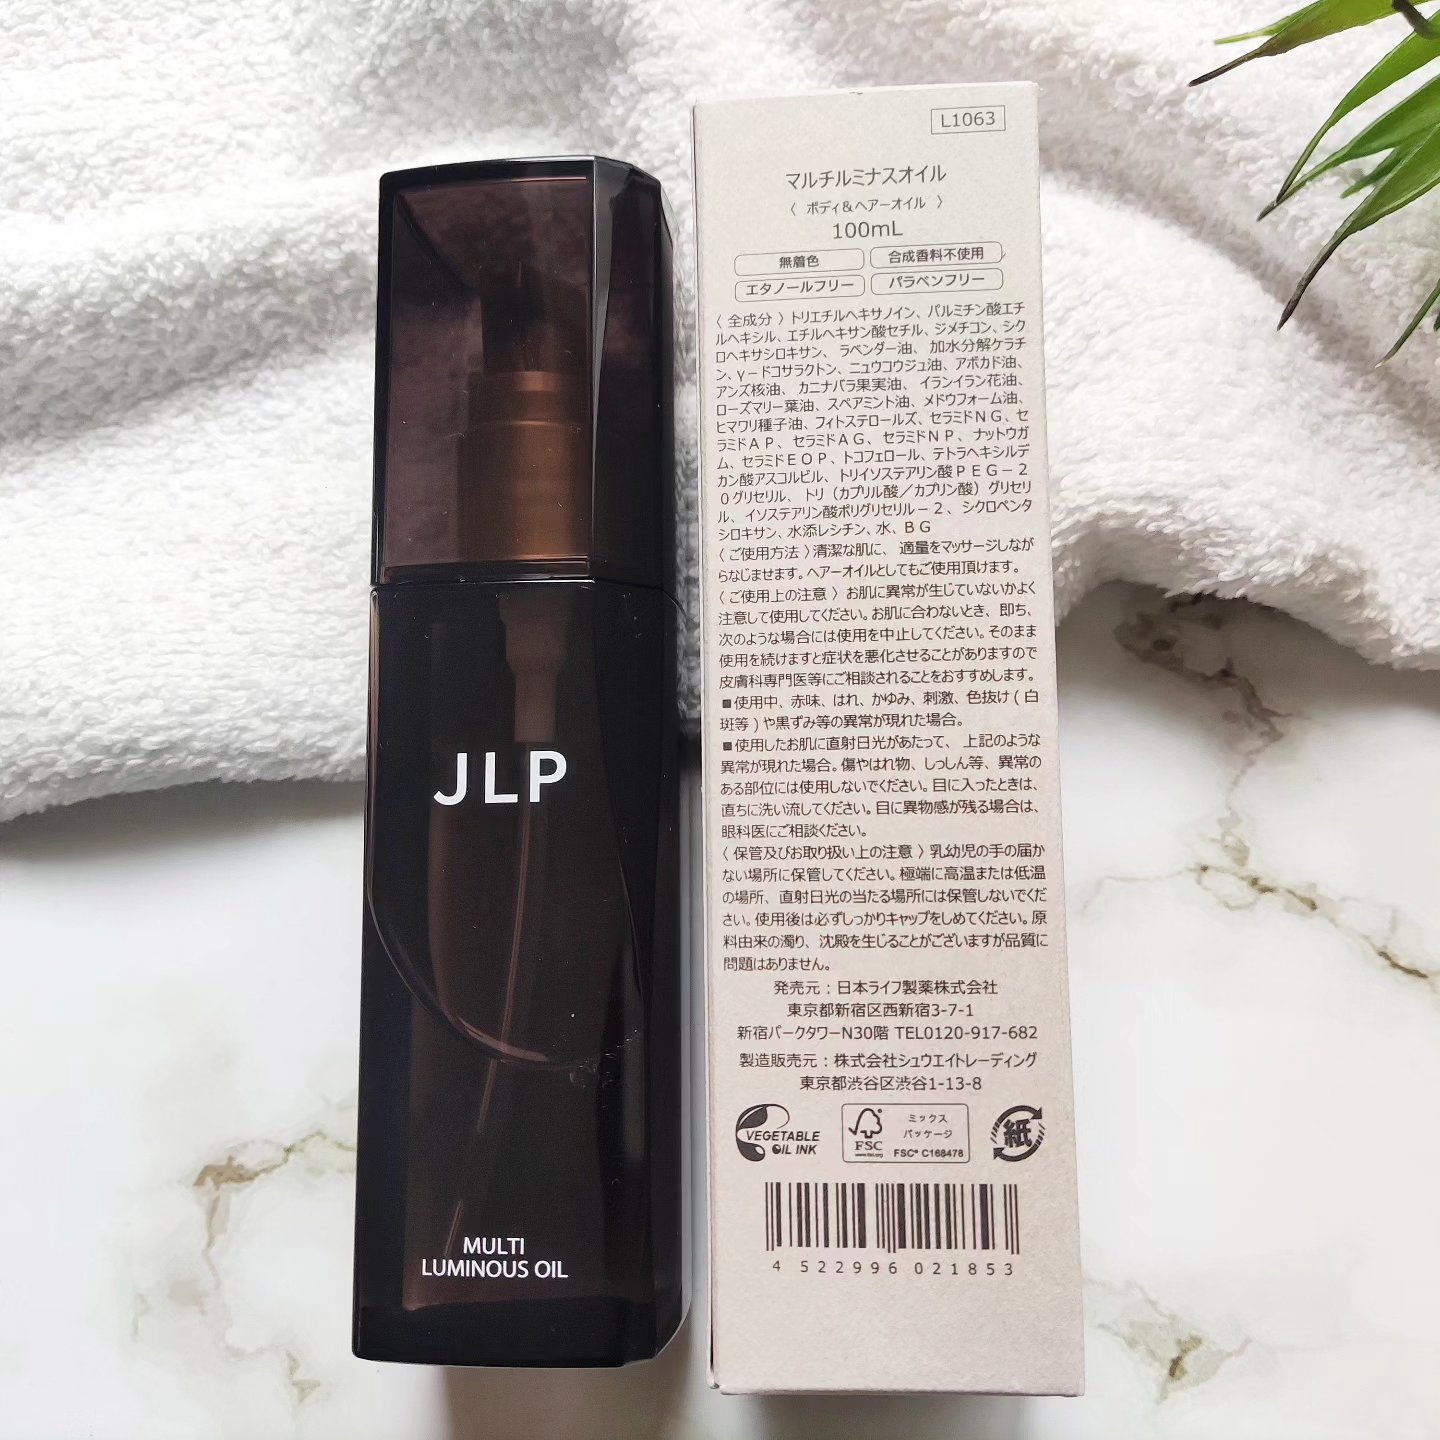 JLP
MULTI
LUMINOUS OIL
L1063
マルチルミナスオイル
〈 ボディ&ヘアーオイル 〉
100mL
無着色
合成香料不使用
エタノールフリー
パラベンフリー
〈 全成分 〉トリエチルヘキサノイン、パルミチン酸エチ
ルヘキシル、エチルヘキサン酸セチル、ジメチコン、シク
ロヘキサシロキサン、 ラベンダー油、 加水分解ケラチ
ン、γ－ドコサラクトン、ニュウコウジュ油、アボカド油、
アンズ核油、 カニナバラ果実油、 イランイラン花油、
ローズマリー葉油、スペアミント油、メドウフォーム油、
ヒマワリ種子油、フィトステロールズ、セラミドＮＧ、セ
ラミドＡＰ、 セラミドＡＧ、 セラミドＮＰ、 ナットウガ
ム、セラミドＥＯＰ、トコフェロール、テトラヘキシルデ
カン酸アスコルビル、 トリイソステアリン酸ＰＥＧ－２
０グリセリル、 トリ（カプリル酸／カプリン酸）グリセリ
ル、 イソステアリン酸ポリグリセリル－２、 シクロペンタ
シロキサン、水添レシチン、水、ＢＧ
〈 ご使用方法 〉清潔な肌に、 適量をマッサージしなが
らなじませます。ヘアーオイルとしてもご使用頂けます。
〈 ご使用上の注意 〉 お肌に異常が生じていないかよく
注意して使用してください。お肌に合わないとき、即ち、
次のような場合には使用を中止してください。そのまま
使用を続けますと症状を悪化させることがありますので
皮膚科専門医等にご相談されることをおすすめします。
■使用中、赤味、はれ、かゆみ、刺激、色抜け ( 白
斑等 ) や黒ずみ等の異常が現れた場合。
■使用したお肌に直射日光があたって、 上記のような
異常が現れた場合。傷やはれ物、しっしん等、異常の
ある部位には使用しないでください。目に入ったときは、
直ちに洗い流してください。目に異物感が残る場合は、
眼科医にご相談ください。
〈 保管及びお取り扱い上の注意 〉乳幼児の手の届か
ない場所に保管してください。極端に高温または低温
の場所、直射日光の当たる場所には保管しないでくだ
さい。使用後は必ずしっかりキャップをしめてください。原
料由来の濁り、沈殿を生じることがございますが品質に
問題はありません。
発売元：日本ライフ製薬株式会社
東京都新宿区西新宿3-7-1
新宿パークタワーN30階 TEL0120-917-682
製造販売元：株式会社シュウエイトレーディング
東京都渋谷区渋谷1-13-8
VEGETABLE
OIL INK
FSC
www.fsc.org
ミックス
パッケージ
FSC® C168478
紙
4 522996 021853